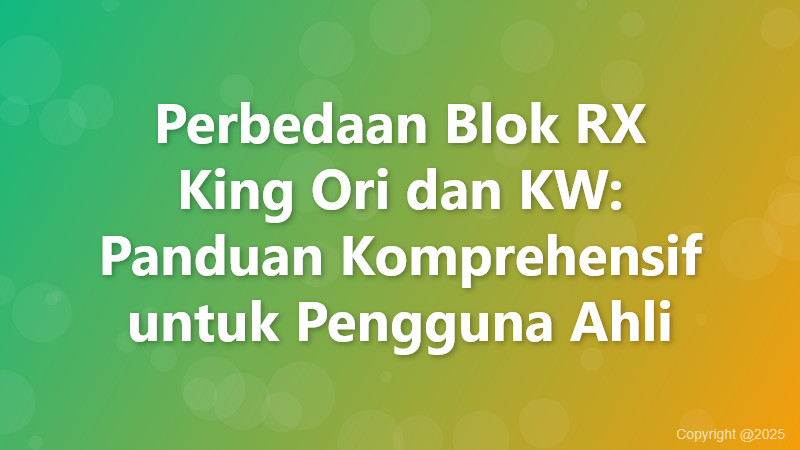 Perbedaan Blok RX
King Ori dan KW:
Panduan Komprehensif
untuk Pengguna Ahli
Copyright @2025